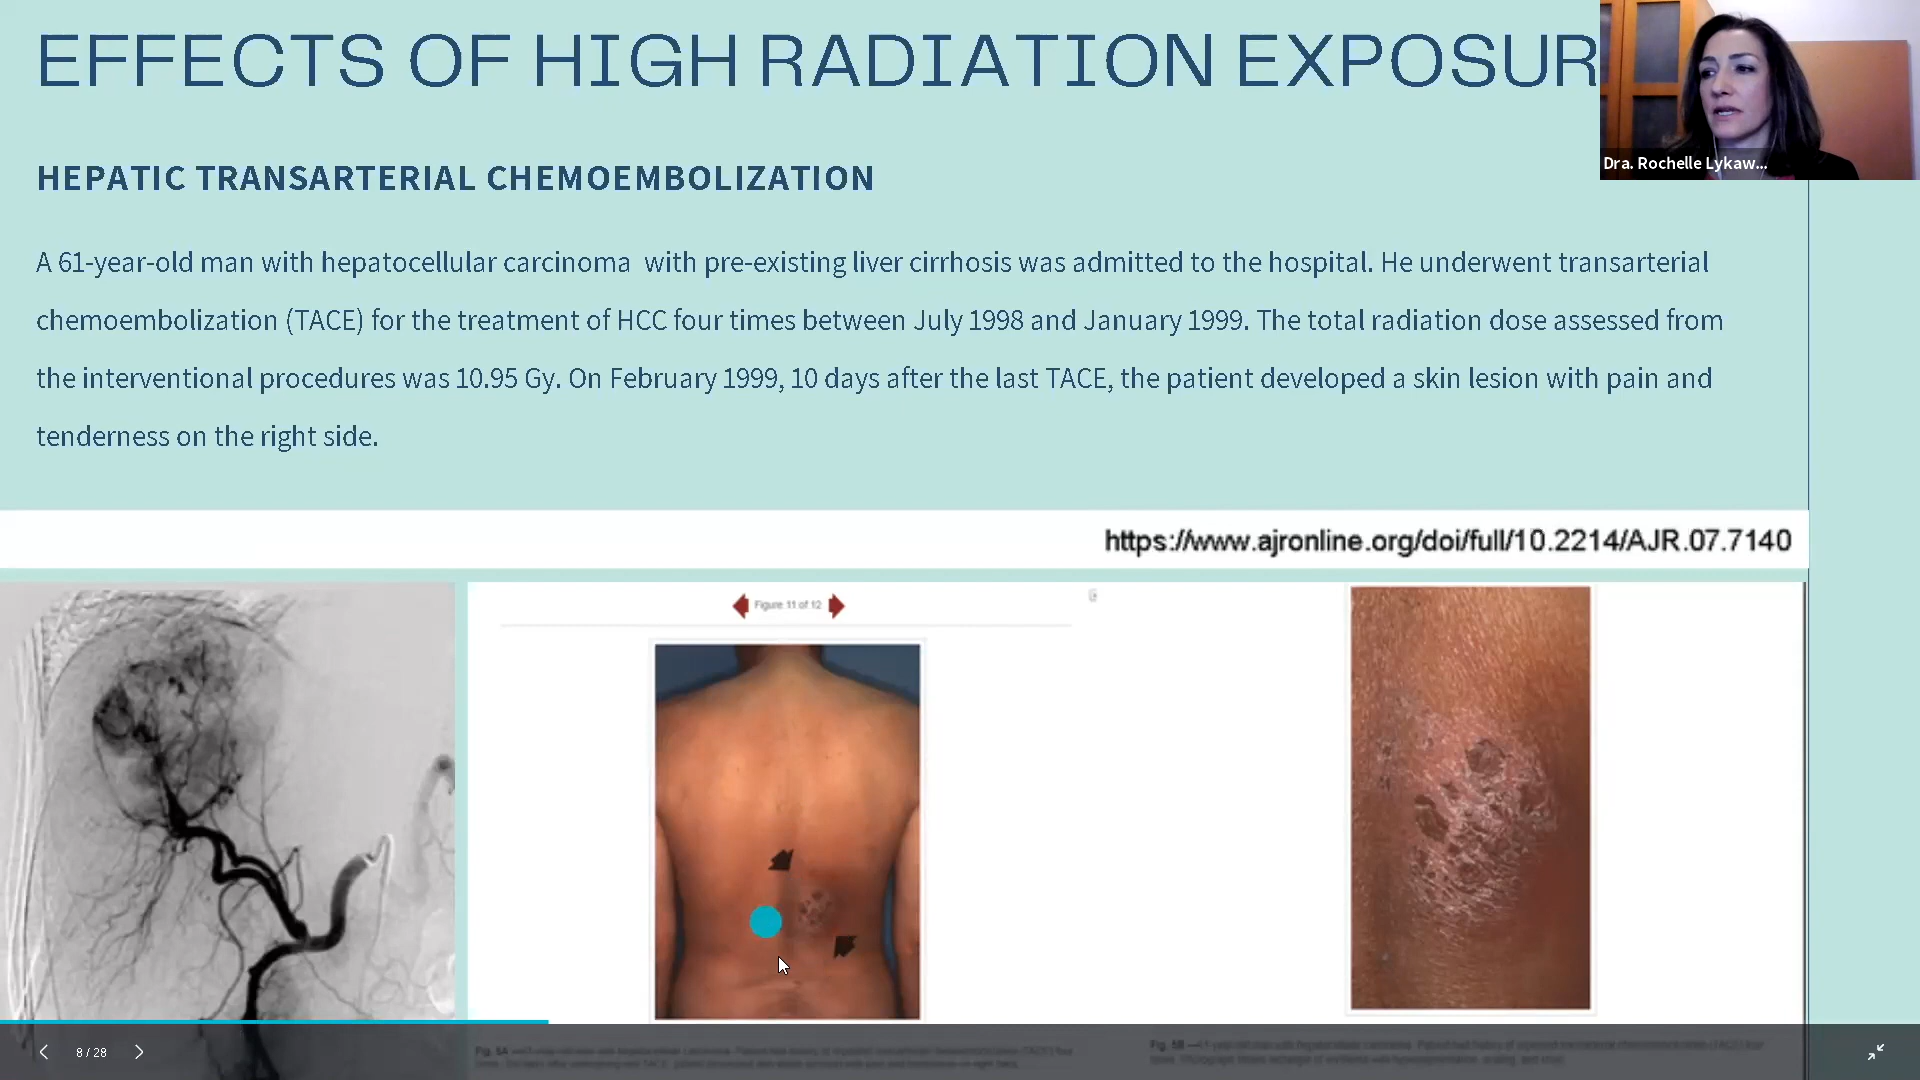 EFFECTS OF HIGH RADIATION EXPOSUR
Dra. Rochelle Lykaw...
HEPATIC TRANSARTERIAL CHEMOEMBOLIZATION
A 61-year-old man with hepatocellular carcinoma with pre-existing liver cirrhosis was admitted to the hospital. He underwent transarterial
chemoembolization (TACE) for the treatment of HCC four times between July 1998 and January 1999. The total radiation dose assessed from
the interventional procedures was 10.95 Gy. On February 1999, 10 days after the last TACE, the patient developed a skin lesion with pain and
tenderness on the right side.
https://www.ajronline.org/doi/full/10.2214/AJR.07.7140
Figure 11 of 12
8 / 28